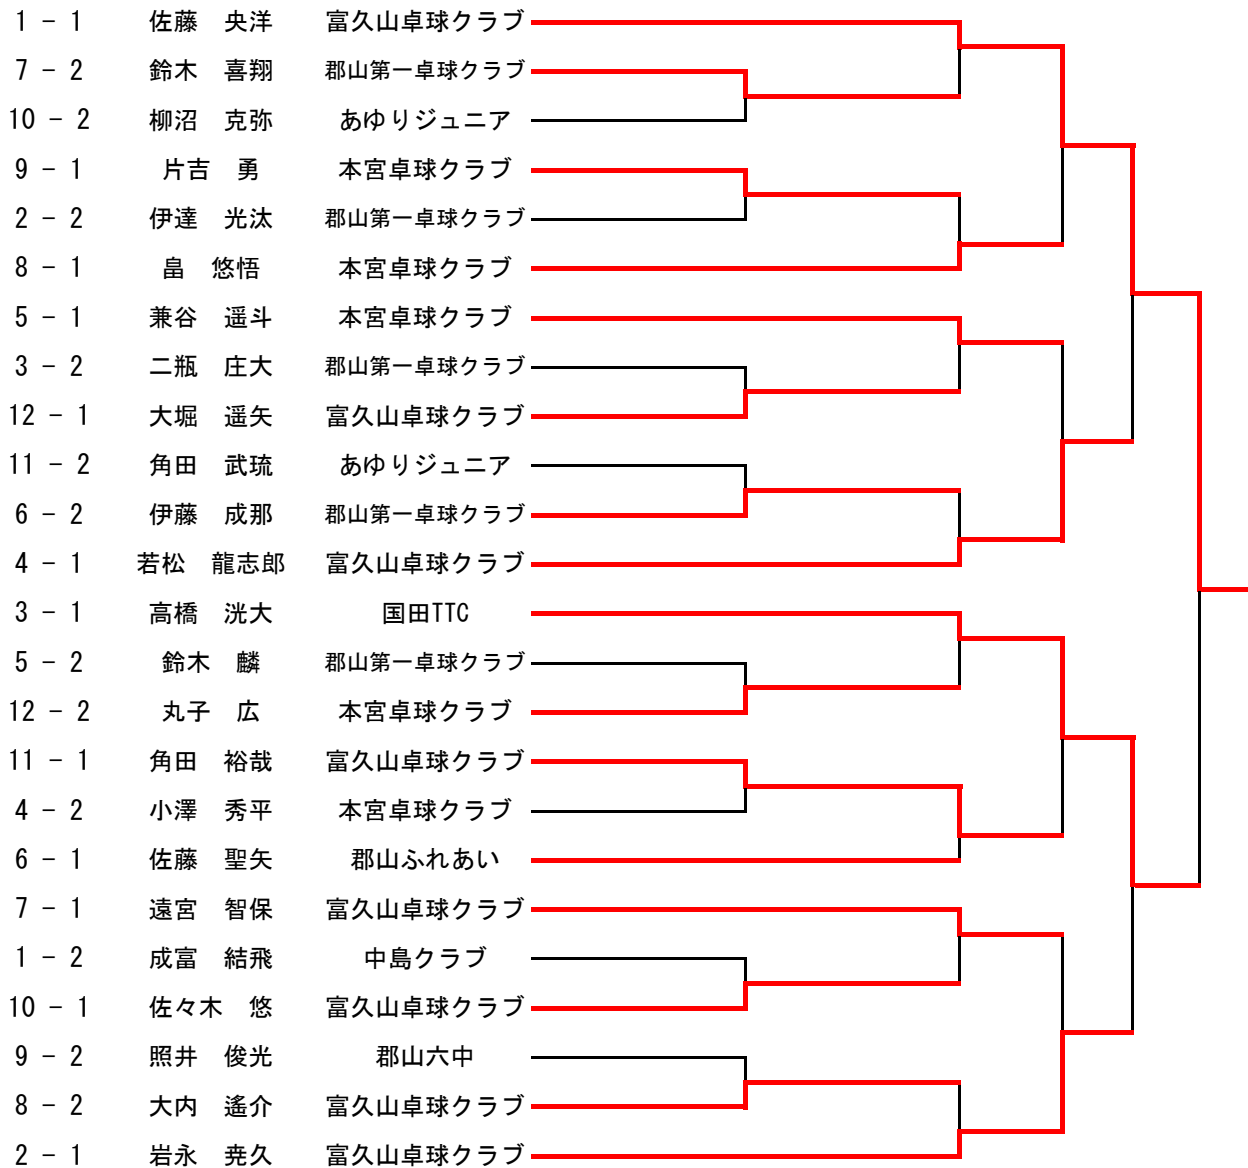 1 － 1 佐藤　央洋 富久山卓球クラブ
7 － 2 鈴木　喜翔 郡山第一卓球クラブ
10 － 2 柳沼　克弥 あゆりジュニア
9 － 1 片吉　勇 本宮卓球クラブ
2 － 2 伊達　光汰 郡山第一卓球クラブ
8 － 1 畠　悠悟 本宮卓球クラブ
5 － 1 兼谷　遥斗 本宮卓球クラブ
3 － 2 二瓶　庄大 郡山第一卓球クラブ
12 － 1 大堀　遥矢 富久山卓球クラブ
11 － 2 角田　武琉 あゆりジュニア
6 － 2 伊藤　成那 郡山第一卓球クラブ
4 － 1 若松　龍志郎 富久山卓球クラブ
3 － 1 高橋　洸大 国田TTC
5 － 2 鈴木　麟 郡山第一卓球クラブ
12 － 2 丸子　広 本宮卓球クラブ
11 － 1 角田　裕哉 富久山卓球クラブ
4 － 2 小澤　秀平 本宮卓球クラブ
6 － 1 佐藤　聖矢 郡山ふれあい
7 － 1 遠宮　智保 富久山卓球クラブ
1 － 2 成富　結飛 中島クラブ
10 － 1 佐々木　悠 富久山卓球クラブ
9 － 2 照井　俊光 郡山六中
8 － 2 大内　遙介 富久山卓球クラブ
2 － 1 岩永　尭久 富久山卓球クラブ